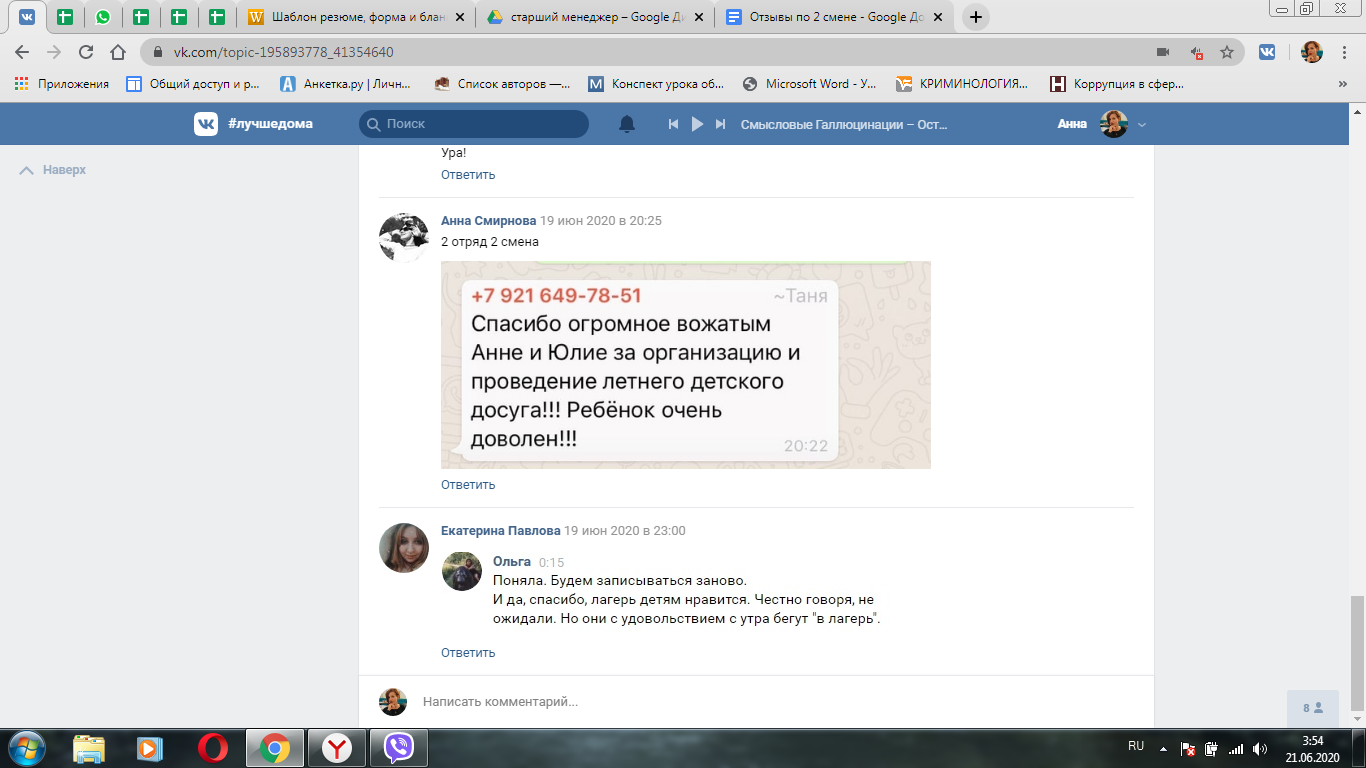 Шаблон резюме, форма и блан
старший менеджер – Google Ди
Отзывы по 2 смене - Google До
vk.com/topic-195893778_41354640
Приложения
Общий доступ и р...
Анкетка.ру | Личн...
Список авторов —...
Конспект урока об...
Microsoft Word - У...
КРИМИНОЛОГИЯ...
Коррупция в сфер...
»
#лучшедома
Поиск
Смысловые Галлюцинации – Ост...
Анна
Наверх
Ура!
Ответить
Анна Смирнова 19 июн 2020 в 20:25
2 отряд 2 смена
+7 921 649-78-51 ~Таня
Спасибо огромное вожатым
Анне и Юлие за организацию и
проведение летнего детского
досуга!!! Ребёнок очень
доволен!!!
20:22
Ответить
Екатерина Павлова 19 июн 2020 в 23:00
Ольга 0:15
Поняла. Будем записываться заново.
И да, спасибо, лагерь детям нравится. Честно говоря, не
ожидали. Но они с удовольствием с утра бегут "в лагерь".
Ответить
Написать комментарий...
8
RU
3:54
21.06.2020